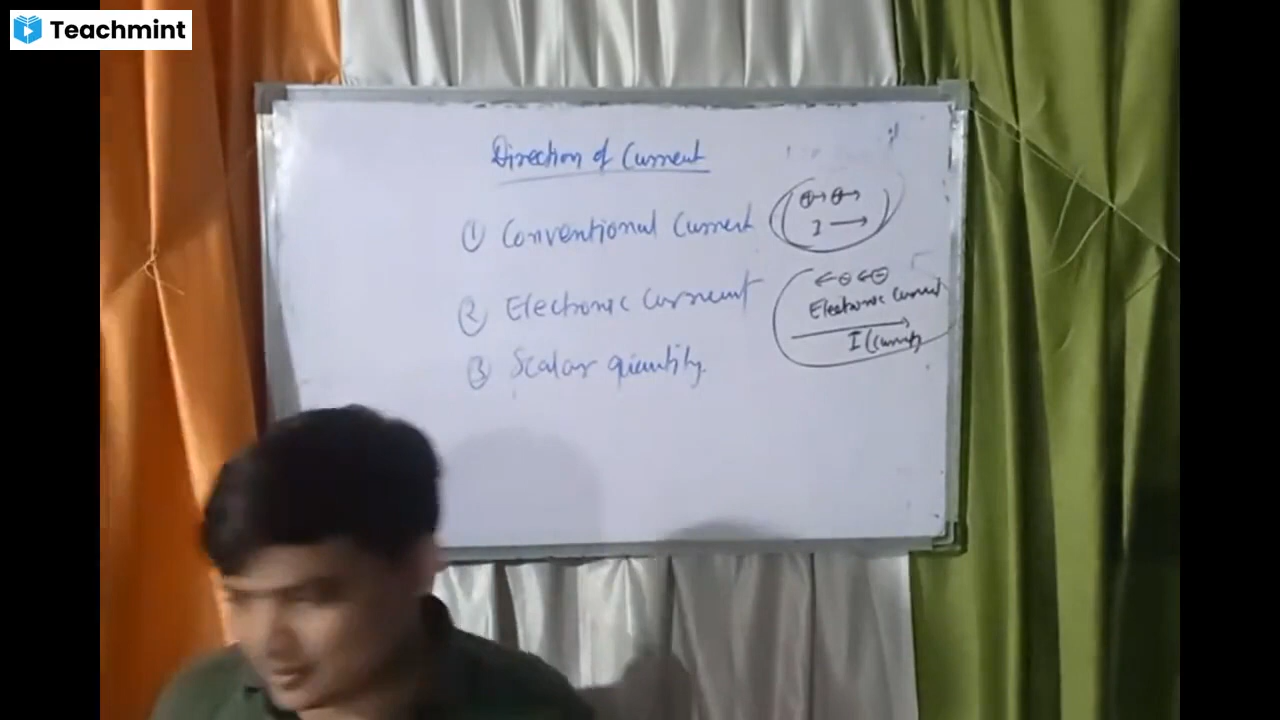 Teachmint
Direction of Current
① Conventional Current
⊕→ ⊕→
I →
② Electronic Current
← ⊖ ← ⊖
Electronic Current
I (Current)
③ Scalar quantity